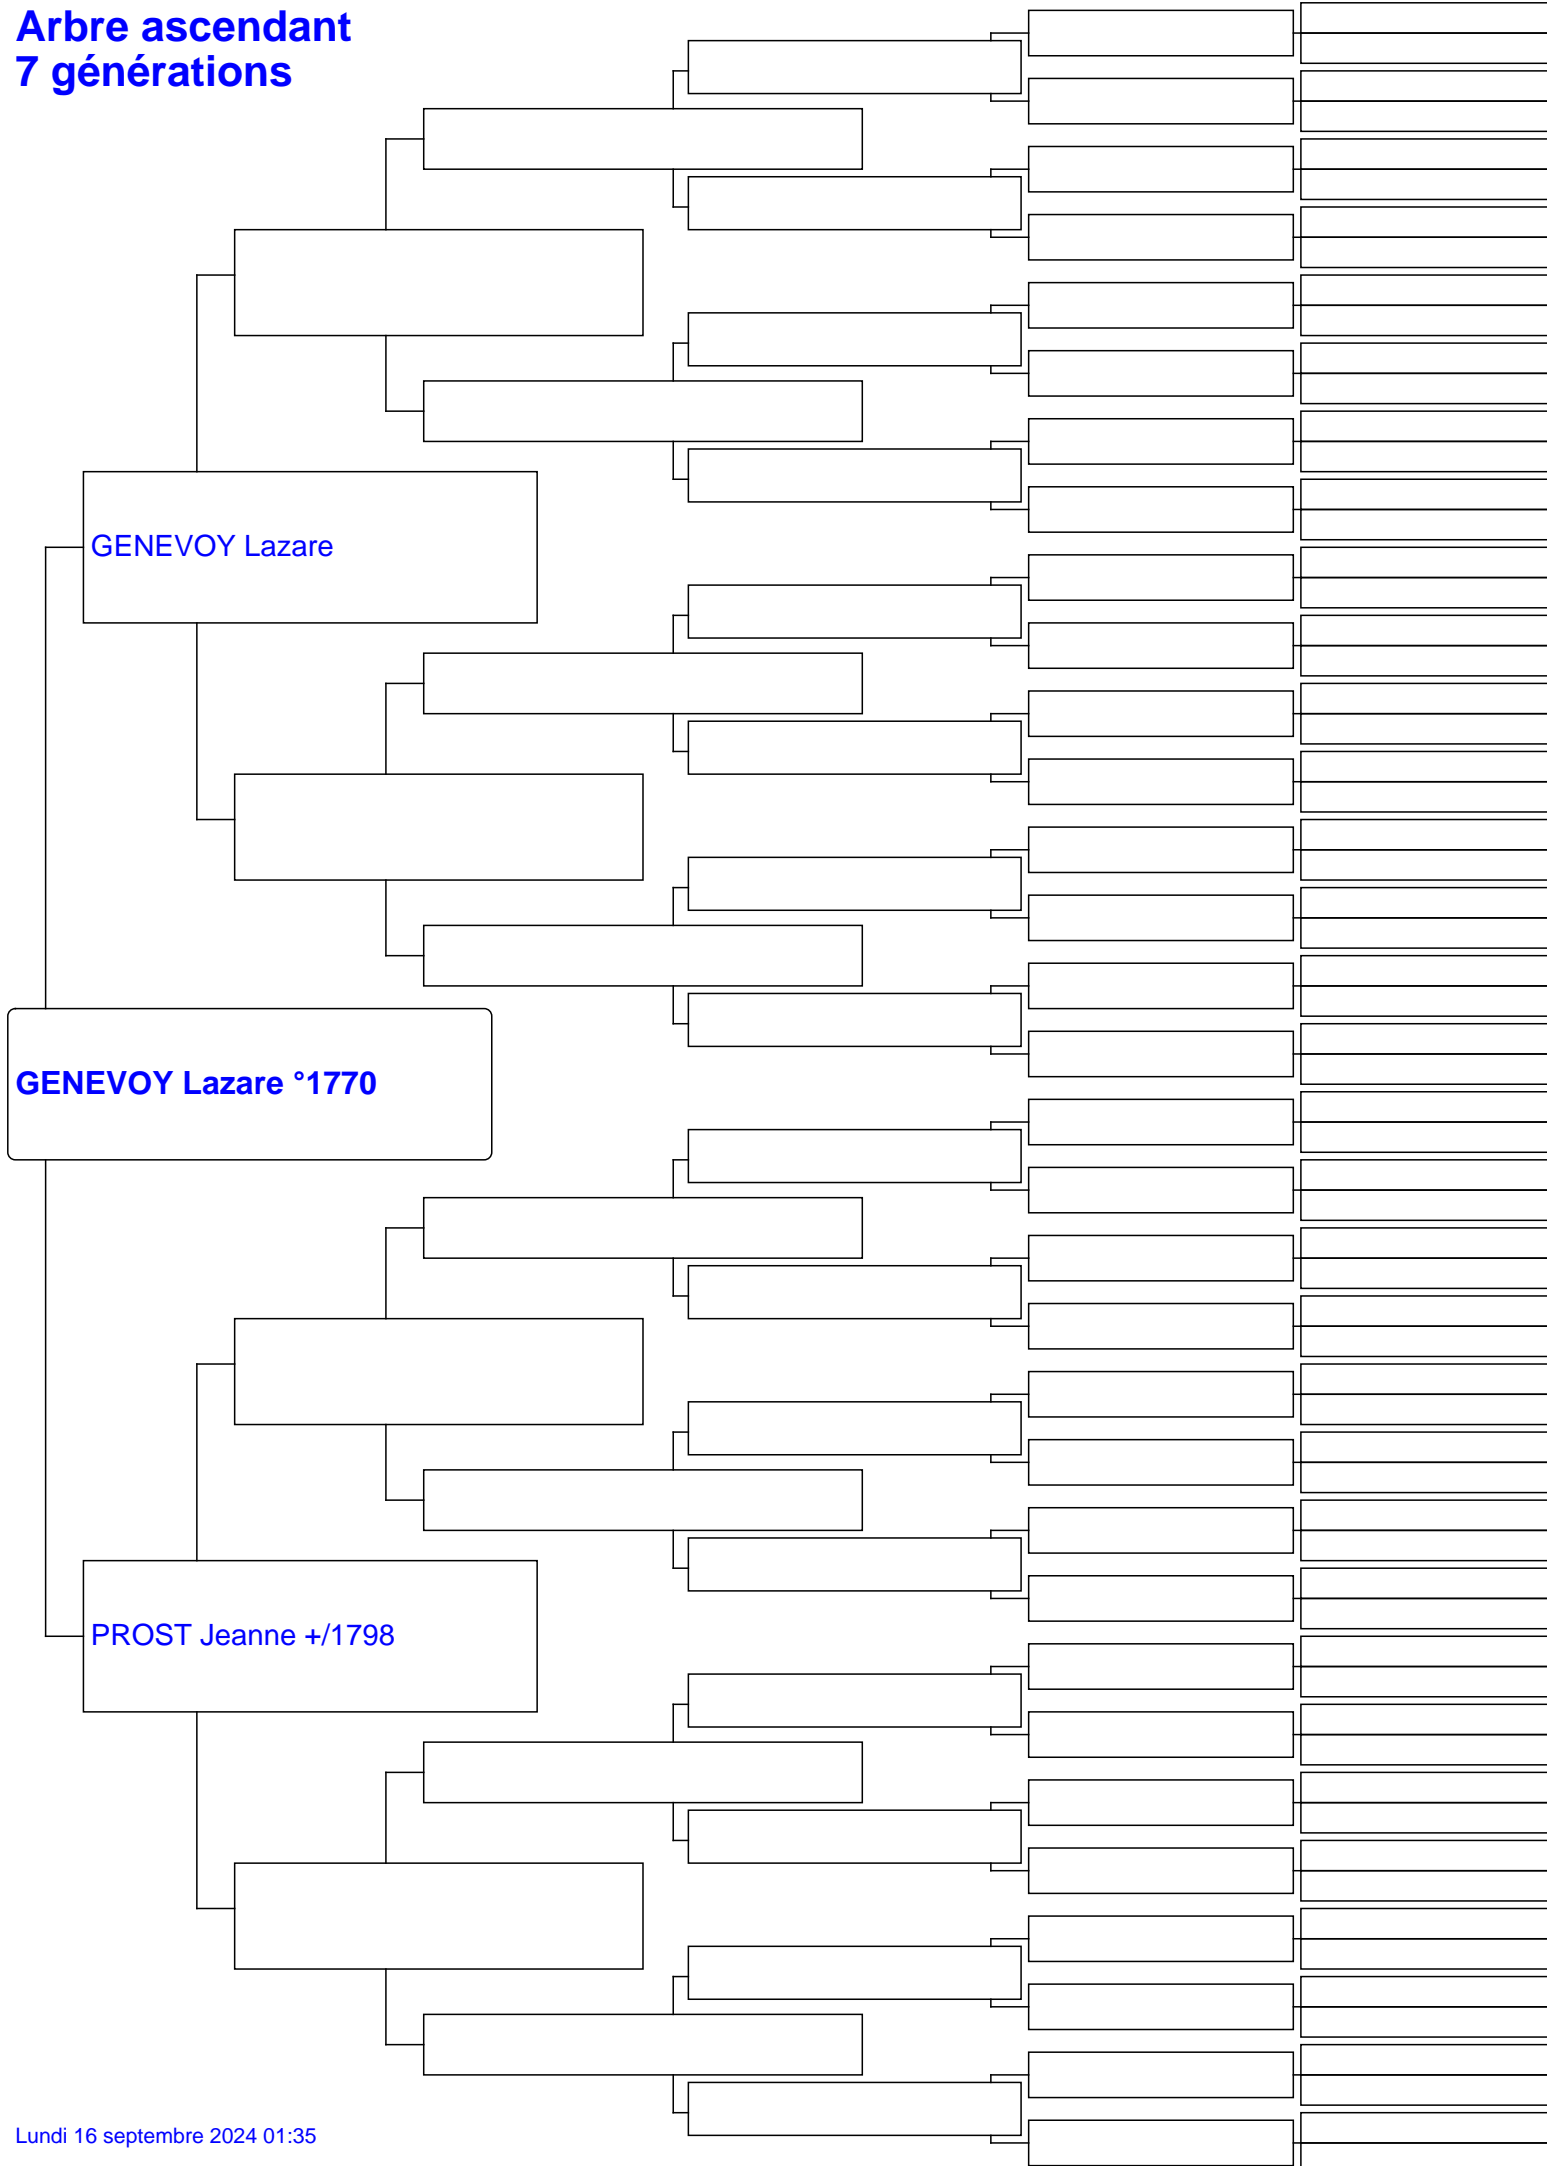 Arbre ascendant
7 générations
GENEVOY Lazare
GENEVOY Lazare °1770
PROST Jeanne +/1798
Lundi 16 septembre 2024 01:35